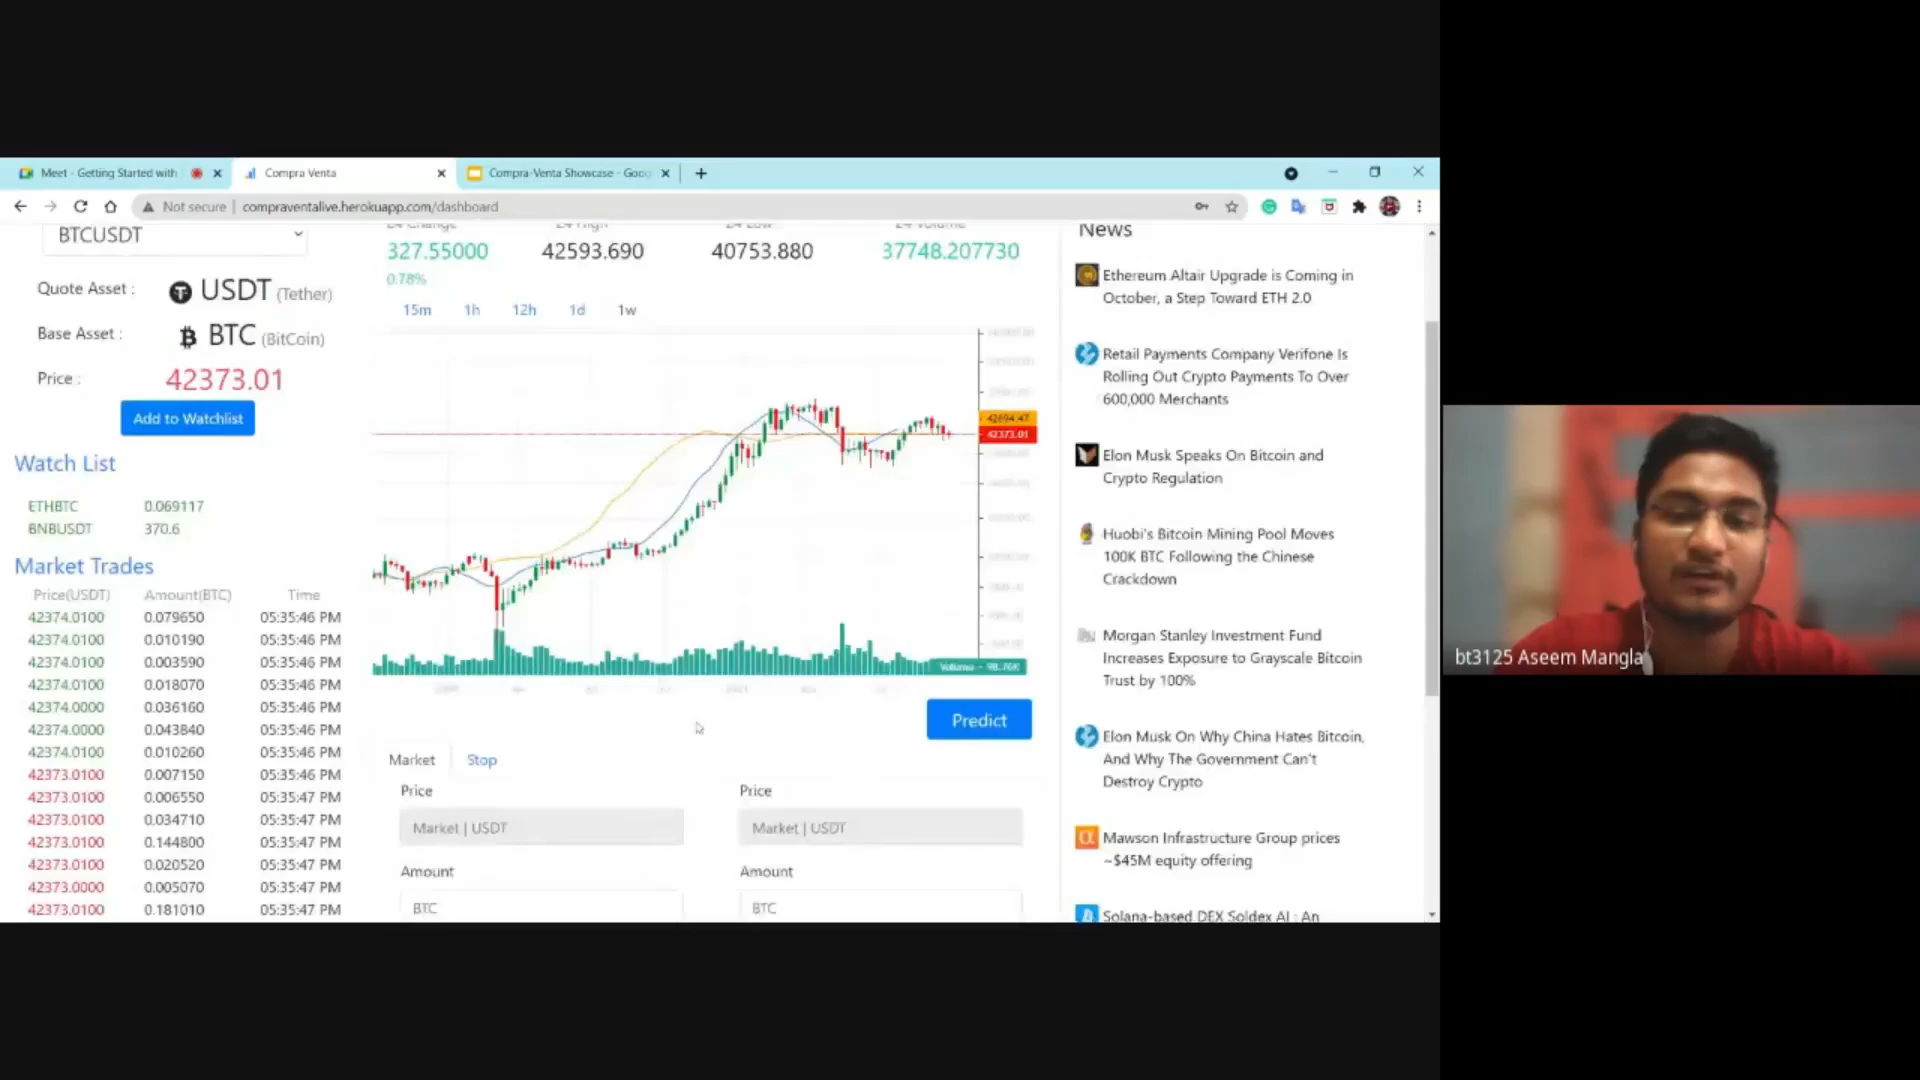 Meet - Getting Started with
Compra Venta
Compra-Venta Showcase - Goo
Not secure | compraventalive.herokuapp.com/dashboard
BTCUSDT
Quote Asset :
USDT (Tether)
Base Asset :
BTC (BitCoin)
Price :
42373.01
Add to Watchlist
Watch List
ETHBTC 0.069117
BNBUSDT 370.6
Market Trades
Price(USDT) Amount(BTC) Time
42374.0100 0.079650 05:35:46 PM
42374.0100 0.010190 05:35:46 PM
42374.0100 0.003590 05:35:46 PM
42374.0100 0.018070 05:35:46 PM
42374.0000 0.036160 05:35:46 PM
42374.0000 0.043840 05:35:46 PM
42374.0100 0.010260 05:35:46 PM
42373.0100 0.007150 05:35:46 PM
42373.0100 0.006550 05:35:47 PM
42373.0100 0.034710 05:35:47 PM
42373.0100 0.144800 05:35:47 PM
42373.0100 0.020520 05:35:47 PM
42373.0000 0.005070 05:35:47 PM
42373.0100 0.181010 05:35:47 PM
24 Change 24 High 24 Low 24 Volume
327.55000 42593.690 40753.880 37748.207730
0.78%
15m 1h 12h 1d 1w
42694.47
42373.01
Volume 98.76K
Predict
Market Stop
Price Price
Market | USDT Market | USDT
Amount Amount
BTC BTC
News
Ethereum Altair Upgrade is Coming in
October, a Step Toward ETH 2.0
Retail Payments Company Verifone Is
Rolling Out Crypto Payments To Over
600,000 Merchants
Elon Musk Speaks On Bitcoin and
Crypto Regulation
Huobi's Bitcoin Mining Pool Moves
100K BTC Following the Chinese
Crackdown
Morgan Stanley Investment Fund
Increases Exposure to Grayscale Bitcoin
Trust by 100%
Elon Musk On Why China Hates Bitcoin,
And Why The Government Can't
Destroy Crypto
Mawson Infrastructure Group prices
~$45M equity offering
Solana-based DEX Soldex AI : An
bt3125 Aseem Mangla